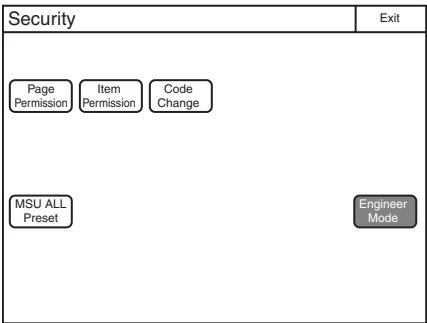 Security
Exit
Page
Permission
Item
Permission
Code
Change
MSU ALL
Preset
Engineer
Mode